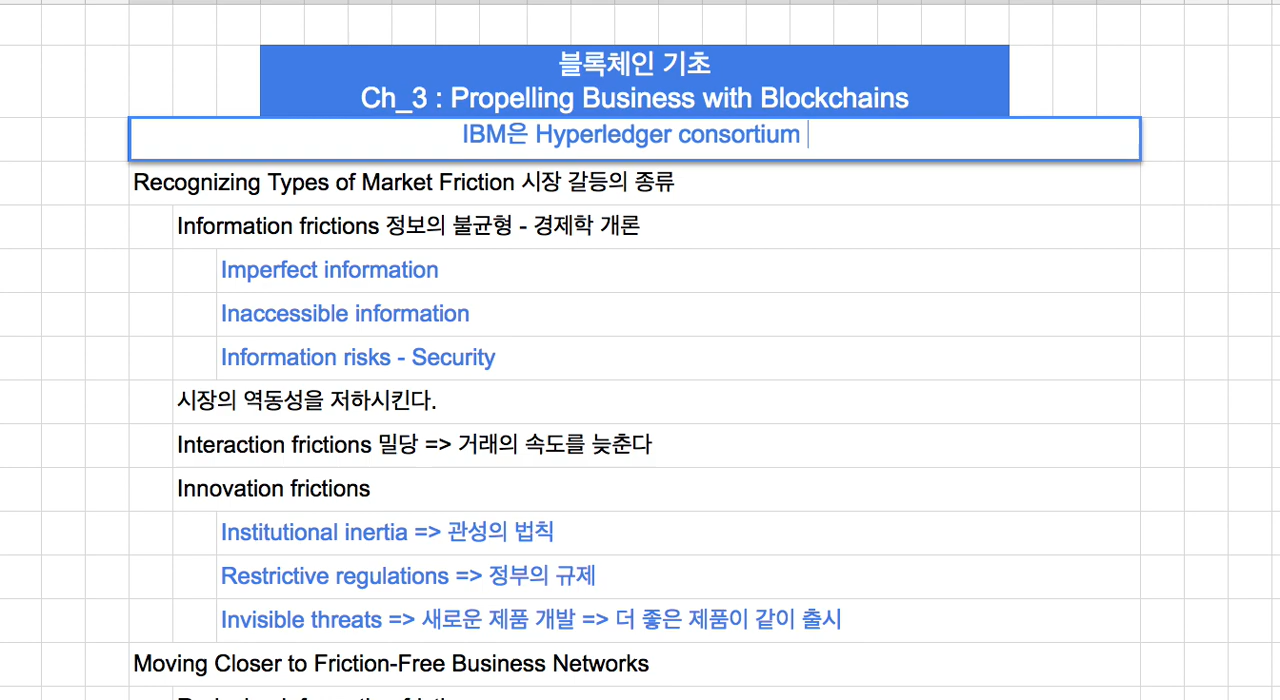 블록체인 기초
Ch_3 : Propelling Business with Blockchains
IBM은 Hyperledger consortium
Recognizing Types of Market Friction 시장 갈등의 종류
Information frictions 정보의 불균형 - 경제학 개론
Imperfect information
Inaccessible information
Information risks - Security
시장의 역동성을 저하시킨다.
Interaction frictions 밀당 => 거래의 속도를 늦춘다
Innovation frictions
Institutional inertia => 관성의 법칙
Restrictive regulations => 정부의 규제
Invisible threats => 새로운 제품 개발 => 더 좋은 제품이 같이 출시
Moving Closer to Friction-Free Business Networks